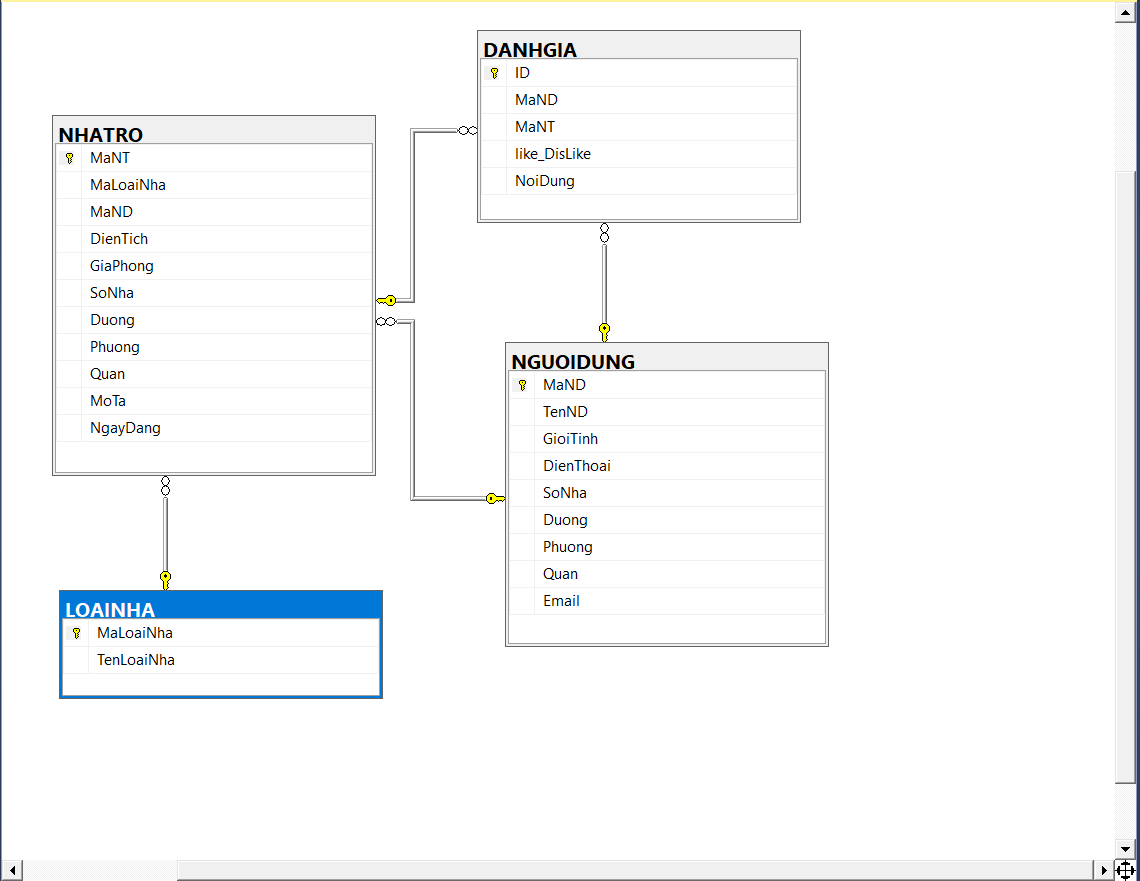 NHATRO
MaNT
MaLoaiNha
MaND
DienTich
GiaPhong
SoNha
Duong
Phuong
Quan
MoTa
NgayDang
DANHGIA
ID
MaND
MaNT
like_DisLike
NoiDung
NGUOIDUNG
MaND
TenND
GioiTinh
DienThoai
SoNha
Duong
Phuong
Quan
Email
LOAINHA
MaLoaiNha
TenLoaiNha